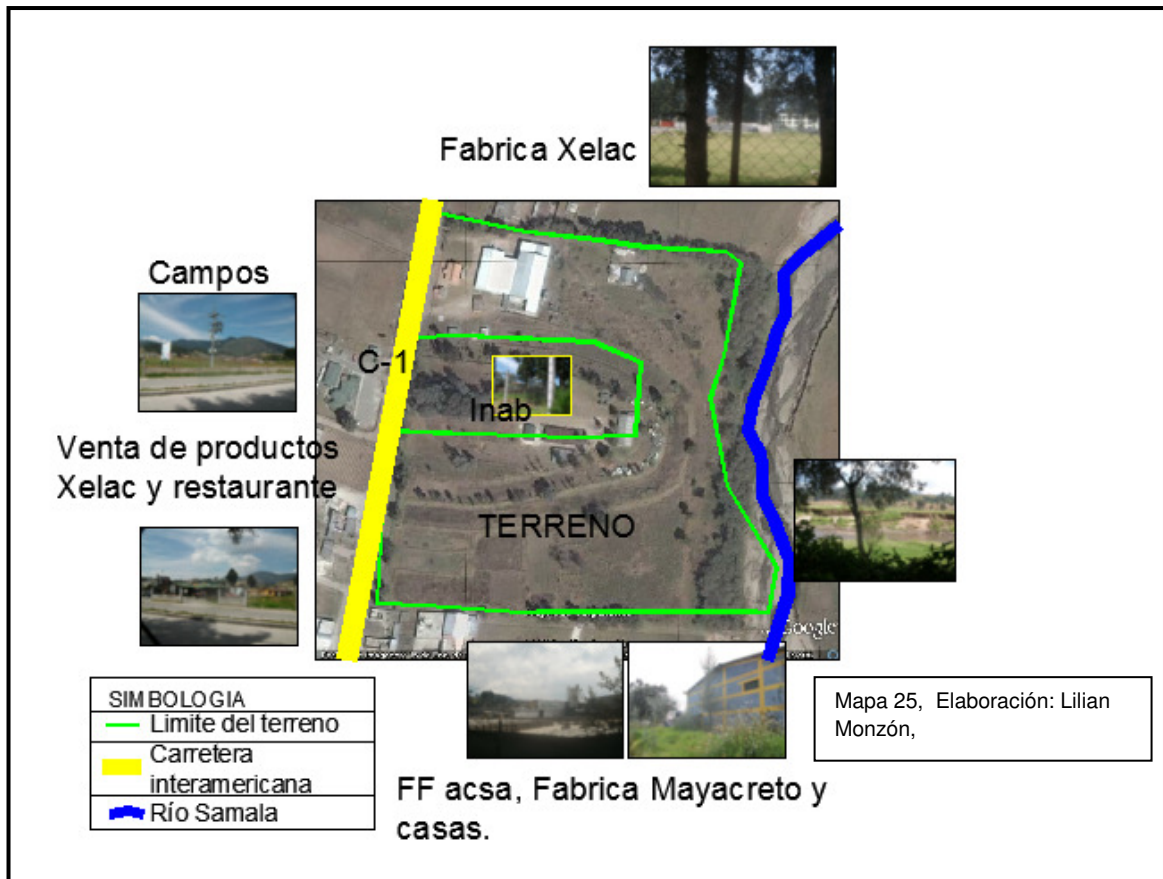 Fabrica Xelac
Campos
C-1
Inab
Venta de productos
Xelac y restaurante
TERRENO
Google
SIMBOLOGIA
Limite del terreno
Carretera
interamericana
Río Samala
Mapa 25, Elaboración: Lilian
Monzón,
FF acsa, Fabrica Mayacreto y
casas.